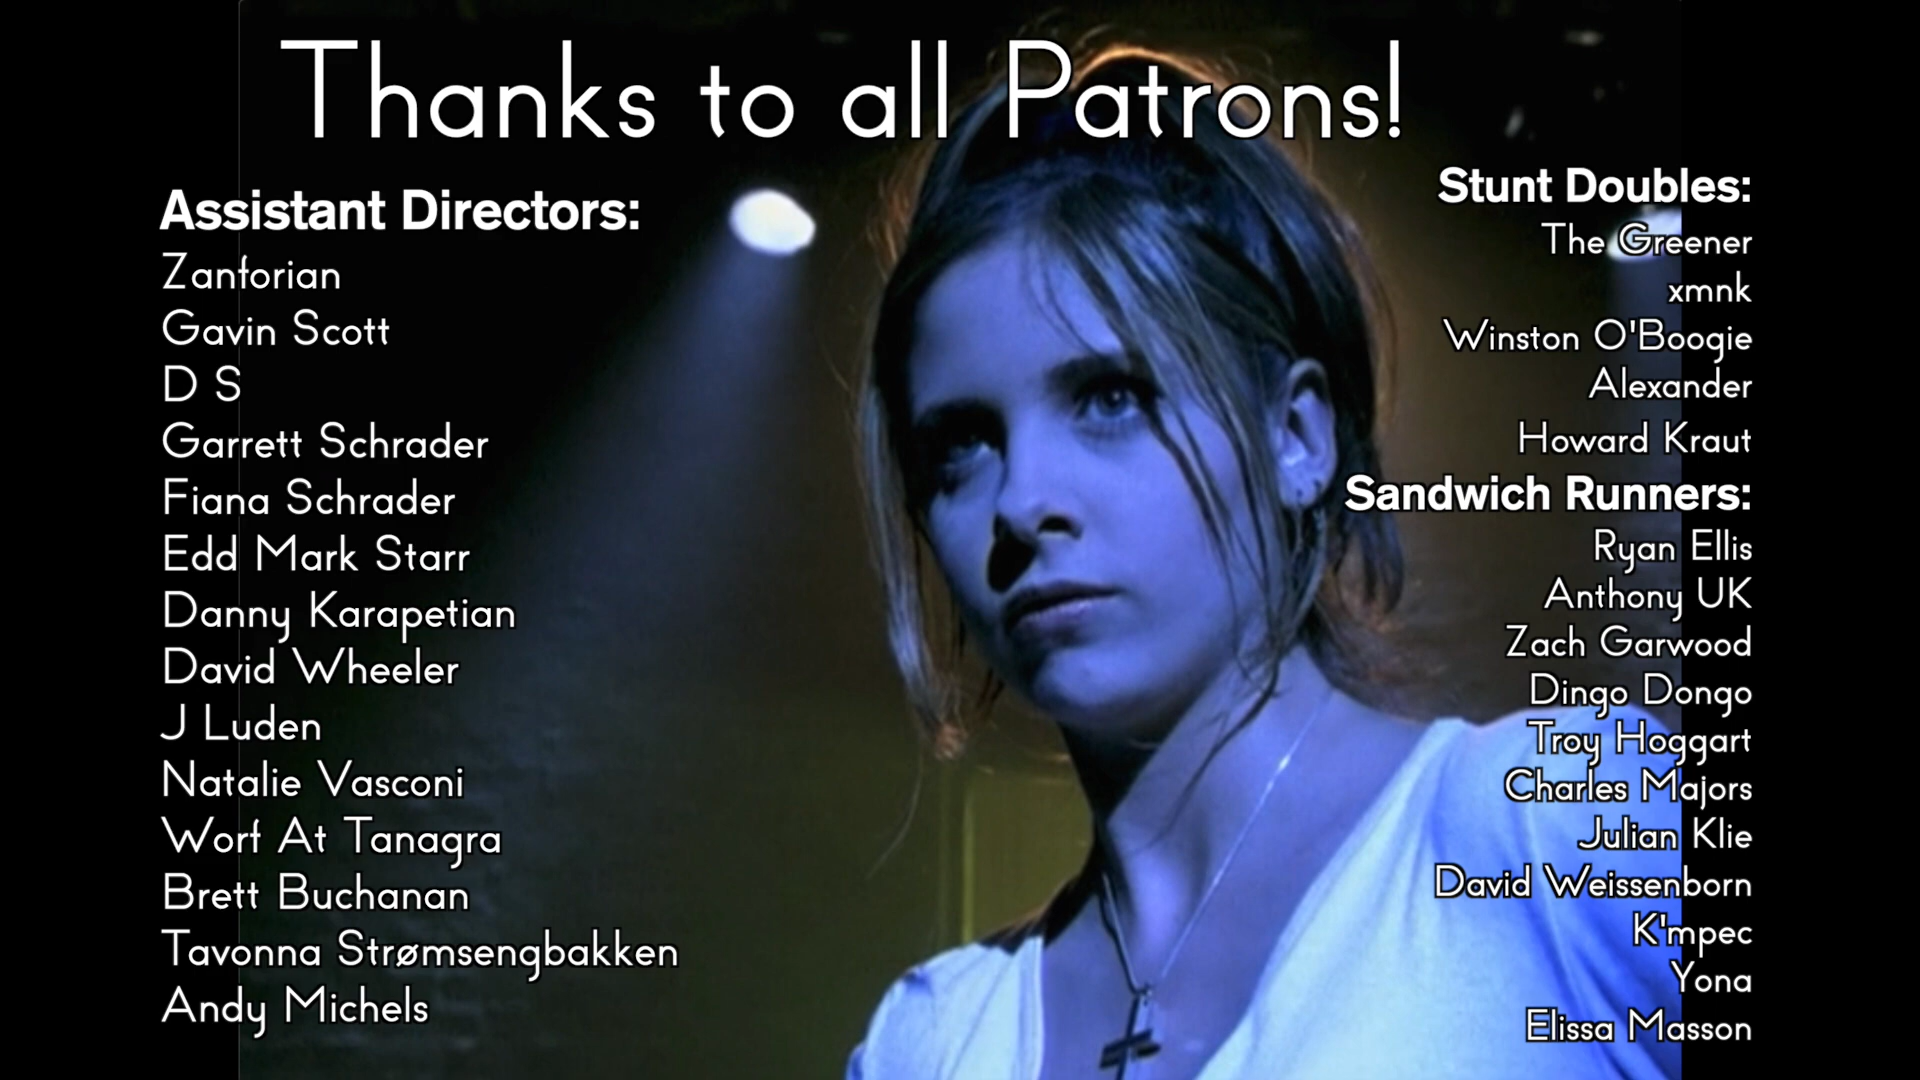 Thanks to all Patrons!
Assistant Directors:
Zanforian
Gavin Scott
D S
Garrett Schrader
Fiana Schrader
Edd Mark Starr
Danny Karapetian
David Wheeler
J Luden
Natalie Vasconi
Worf At Tanagra
Brett Buchanan
Tavonna Strømsengbakken
Andy Michels
Stunt Doubles:
The Greener
xmnk
Winston O'Boogie
Alexander
Howard Kraut
Sandwich Runners:
Ryan Ellis
Anthony UK
Zach Garwood
Dingo Dongo
Troy Hoggart
Charles Majors
Julian Klie
David Weissenborn
K'mpec
Yona
Elissa Masson